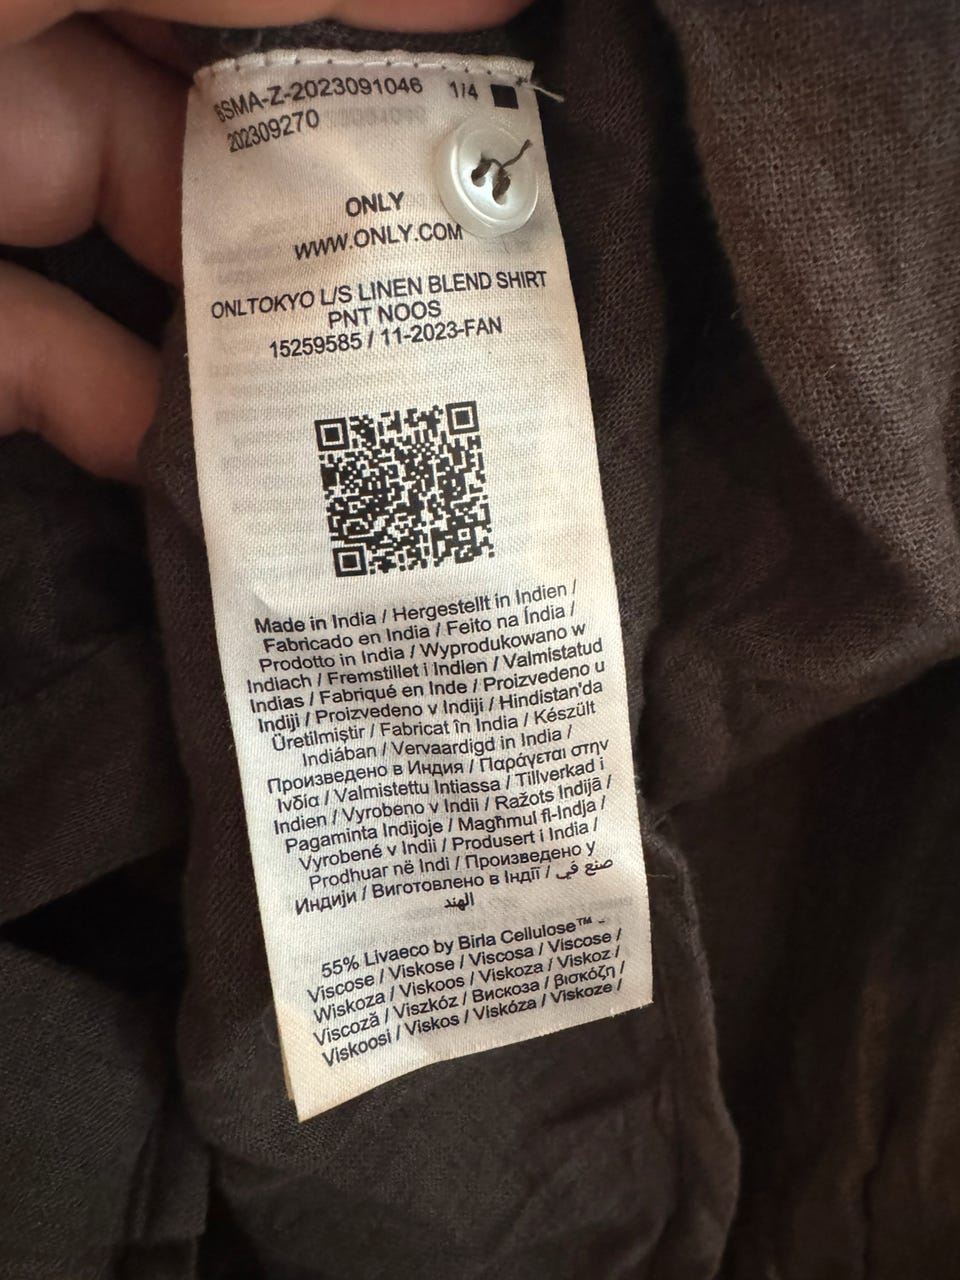 6SMA-Z-2023091046 1/4
202309270
ONLY
WWW.ONLY.COM
ONLTOKYO L/S LINEN BLEND SHIRT
PNT NOOS
15259585 / 11-2023-FAN
Made in India / Hergestellt in Indien /
Fabricado en India / Feito na Índia /
Prodotto in India / Wyprodukowano w
Indiach / Fremstillet i Indien / Valmistatud
Indias / Fabriqué en Inde / Proizvedeno u
Indiji / Proizvedeno v Indiji / Hindistan'da
Üretilmiştir / Fabricat în India / Készült
Indiában / Vervaardigd in India /
Произведено в Индия / Παράγεται στην
Ινδία / Valmistettu Intiassa / Tillverkad i
Indien / Vyrobeno v Indii / Ražots Indijā /
Pagaminta Indijoje / Magħmul fl-Indja /
Vyrobené v Indii / Produsert i India /
Prodhuar në Indi / Произведено у
Индији / Виготовлено в Індії / صنع في
الهند
55% Livaeco by Birla Cellulose™ -
Viscose / Viskose / Viscosa / Viscose /
Wiskoza / Viskoos / Viskoza / Viskoz /
Viscoză / Viszkóz / Вискоза / βισκόζη /
Viskoosi / Viskos / Viskóza / Viskoze /